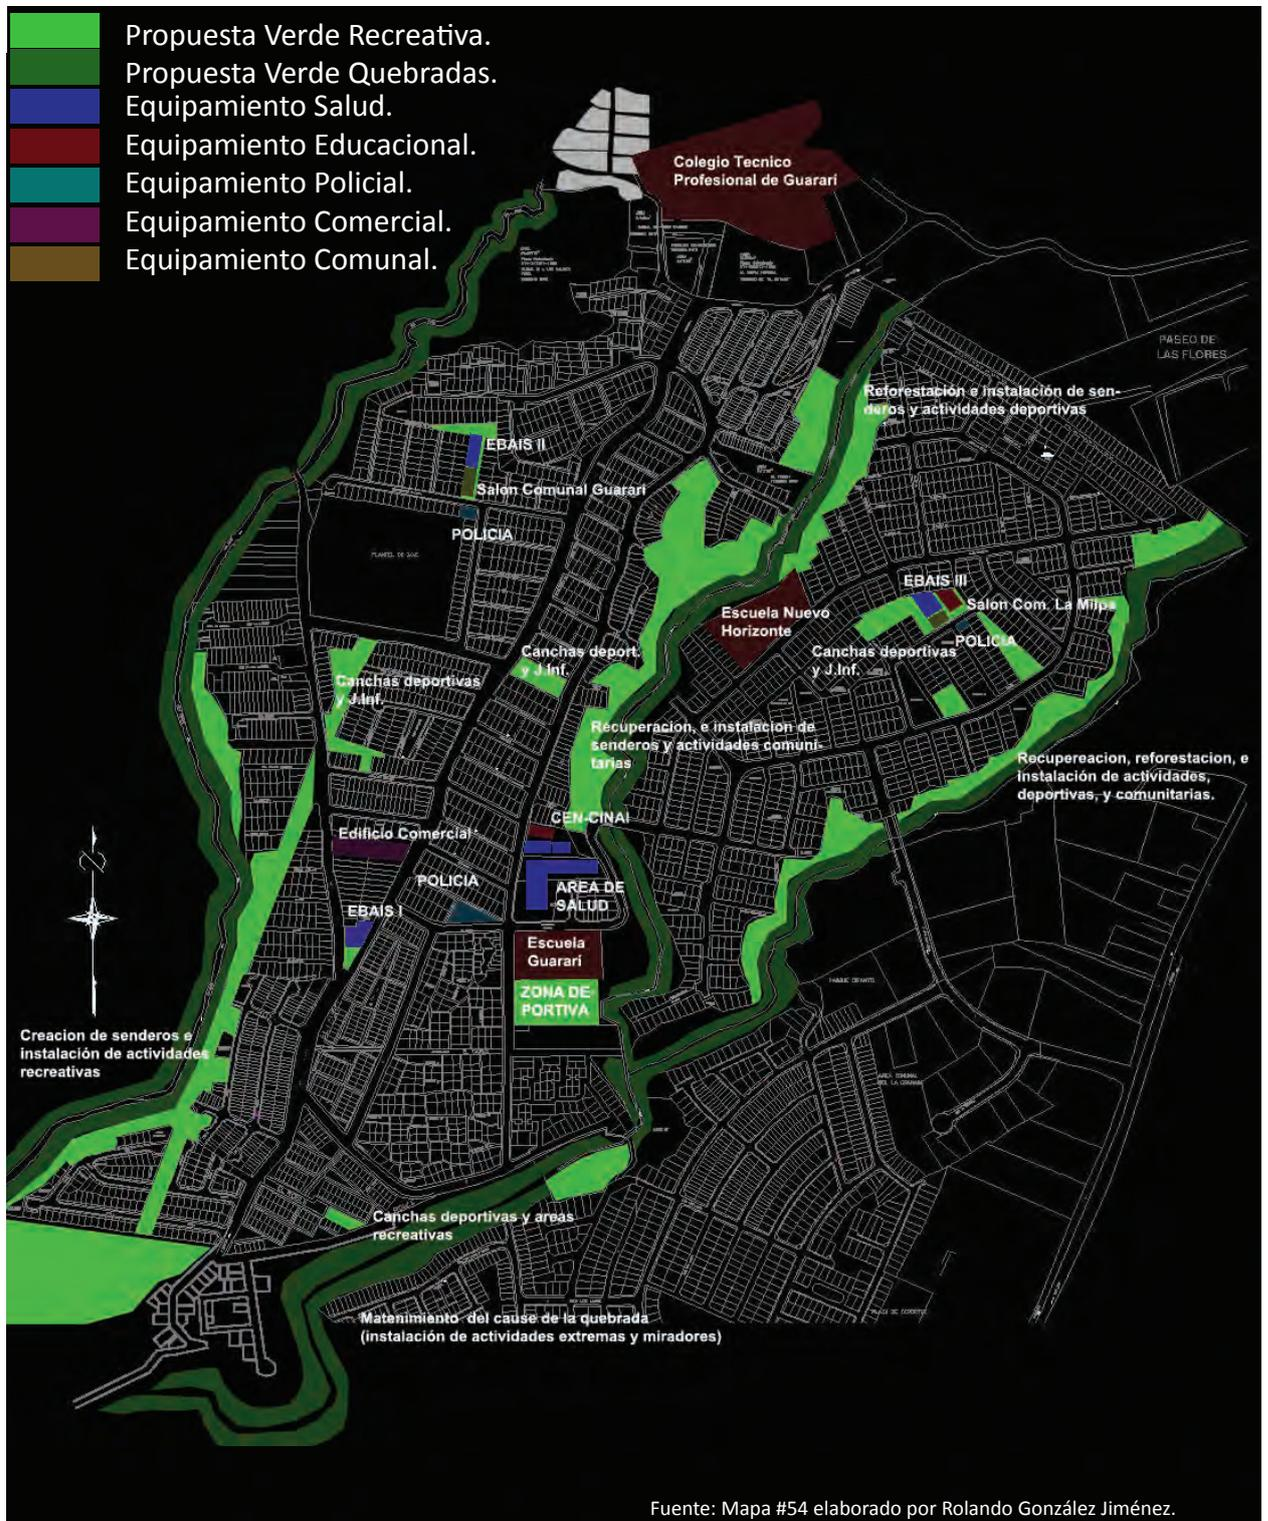 Propuesta Verde Recreativa.
Propuesta Verde Quebradas.
Equipamiento Salud.
Equipamiento Educacional.
Equipamiento Policial.
Equipamiento Comercial.
Equipamiento Comunal.
Colegio Tecnico
Profesional de Guararí
PASEO DE
LAS FLORES
Reforestación e instalación de sen-
deros y actividades deportivas
EBAIS II
Salon Comunal Guarari
POLICIA
EBAIS III
Salon Com. La Milpa
POLICIA
Escuela Nuevo
Horizonte
Canchas deport.
y J.Inf.
Canchas deportivas
y J.Inf.
Canchas deportivas
y J.Inf.
Recuperacion, e instalacion de
senderos y actividades comuni-
tarias
Recupereacion, reforestacion, e
instalación de actividades,
deportivas, y comunitarias.
CEN-CINAI
Edificio Comercial
POLICIA
AREA DE
SALUD
EBAIS I
Escuela
Guararí
ZONA DE-
PORTIVA
Creacion de senderos e
instalación de actividades
recreativas
Canchas deportivas y areas
recreativas
Matenimiento del cause de la quebrada
(instalación de actividades extremas y miradores)
Fuente: Mapa #54 elaborado por Rolando González Jiménez.